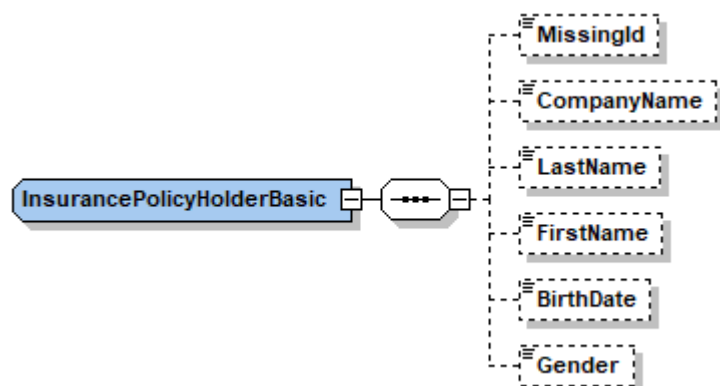 MissingId
CompanyName
LastName
InsurancePolicyHolderBasic
FirstName
BirthDate
Gender